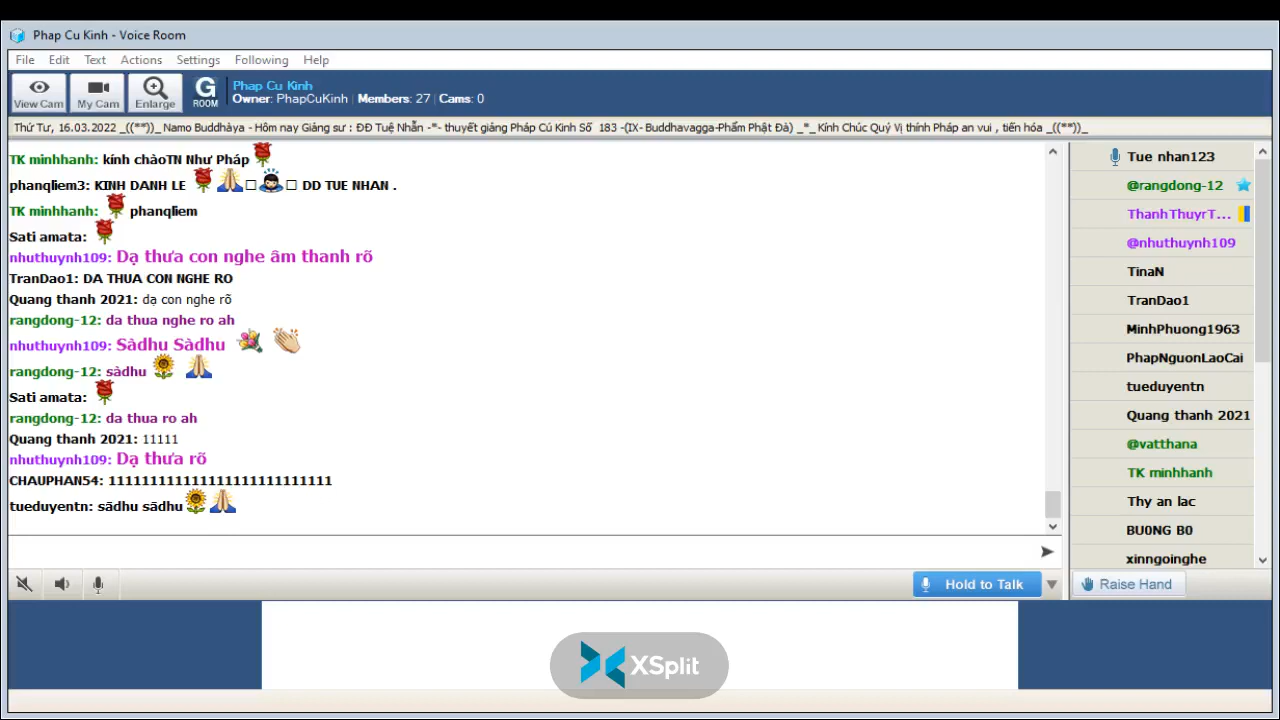 Phap Cu Kinh - Voice Room
File Edit Text Actions Settings Following Help
View Cam My Cam Enlarge G ROOM
Phap Cu Kinh
Owner: PhapCuKinh | Members: 27 | Cams: 0
Thứ Tư, 16.03.2022 _((**))_ Namo Buddhàya - Hôm nay Giảng sư : ĐĐ Tuệ Nhẫn -*- thuyết giảng Pháp Cú Kinh Số 183 -(IX- Buddhavagga-Phẩm Phật Đà) _*_ Kính Chúc Quý Vị thính Pháp an vui , tiến hóa _((**))_
TK minhhanh: kính chàoTN Như Pháp
phanqliem3: KINH DANH LE DD TUE NHAN .
TK minhhanh: phanqliem
Sati amata:
nhuthuynh109: Dạ thưa con nghe âm thanh rõ
TranDao1: DA THUA CON NGHE RO
Quang thanh 2021: dạ con nghe rõ
rangdong-12: da thua nghe ro ah
nhuthuynh109: Sàdhu Sàdhu
rangdong-12: sàdhu
Sati amata:
rangdong-12: da thua ro ah
Quang thanh 2021: 11111
nhuthuynh109: Dạ thưa rõ
CHAUPHAN54: 111111111111111111111111111
tueduyentn: sādhu sādhu
Tue nhan123
@rangdong-12
ThanhThuyrT...
@nhuthuynh109
TinaN
TranDao1
MinhPhuong1963
PhapNguonLaoCai
tueduyentn
Quang thanh 2021
@vatthana
TK minhhanh
Thy an lac
BU0NG B0
xinngoinghe
Hold to Talk
Raise Hand
XSplit